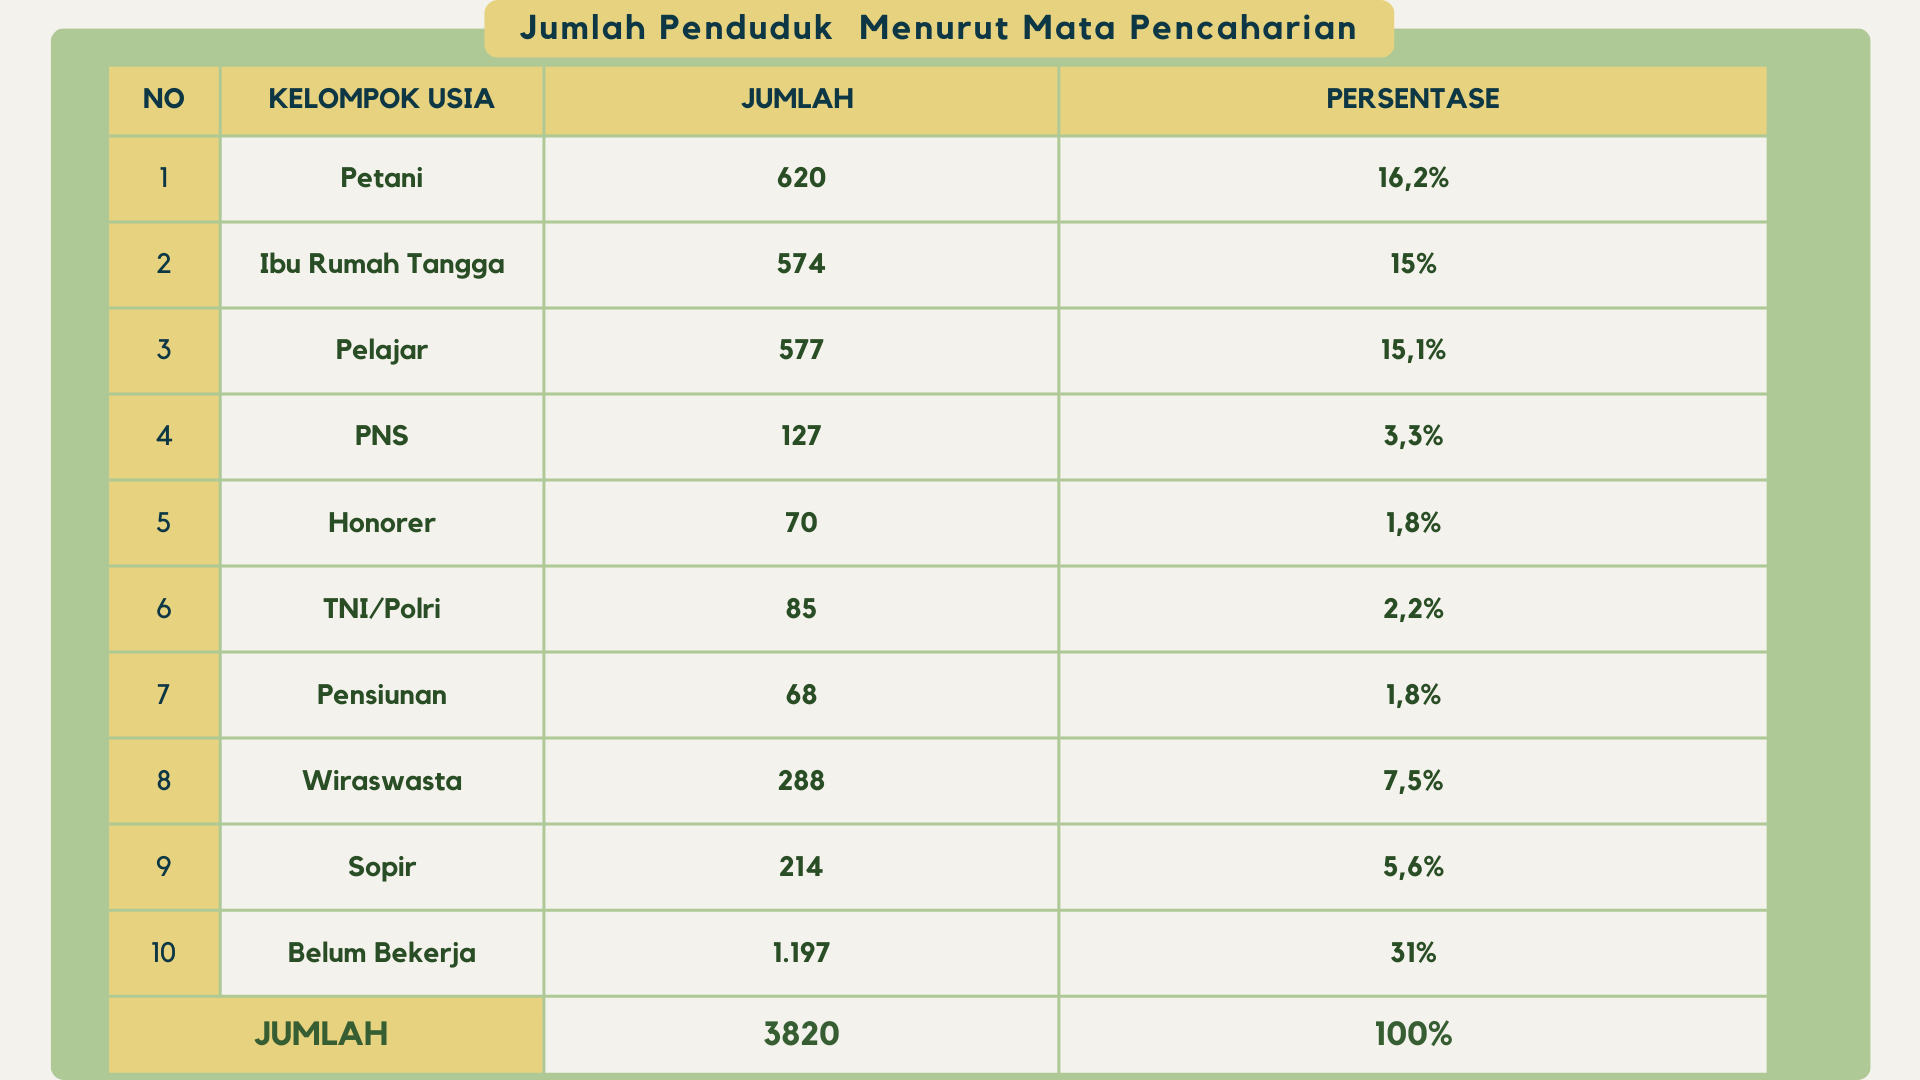 Jumlah Penduduk  Menurut Mata Pencaharian
NO KELOMPOK USIA JUMLAH PERSENTASE
1 Petani 620 16,2%
2 Ibu Rumah Tangga 574 15%
3 Pelajar 577 15,1%
4 PNS 127 3,3%
5 Honorer 70 1,8%
6 TNI/Polri 85 2,2%
7 Pensiunan 68 1,8%
8 Wiraswasta 288 7,5%
9 Sopir 214 5,6%
10 Belum Bekerja 1.197 31%
JUMLAH 3820 100%